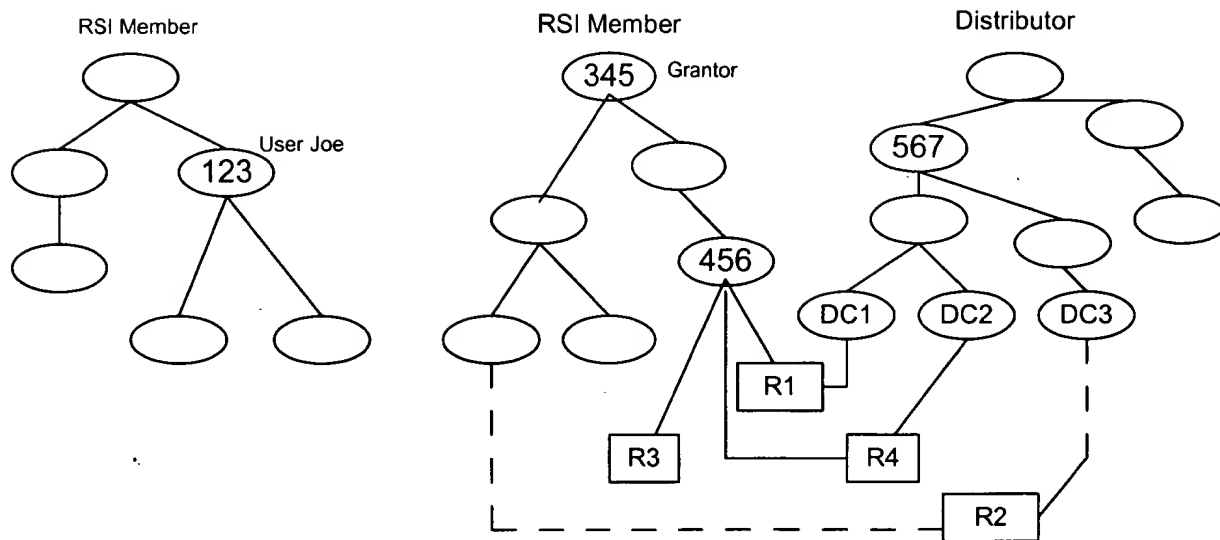 RSI Member
RSI Member
Distributor
345
Grantor
User Joe
123
567
456
DC1
DC2
DC3
R1
R3
R4
R2